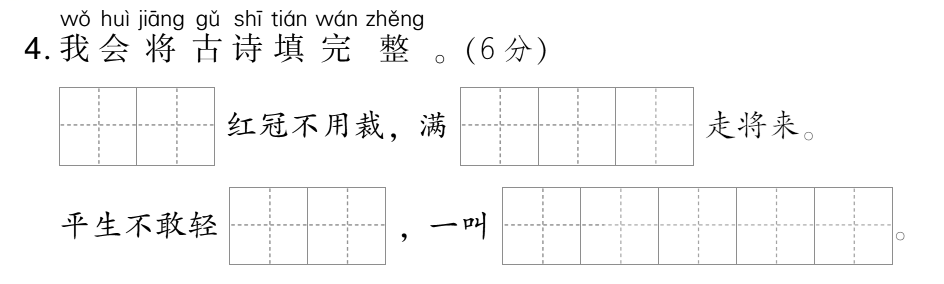 wǒ huì jiāng gǔ shī tián wán zhěng
4. 我会将古诗填完整。(6分)
红冠不用裁，满 走将来。
平生不敢轻 ，一叫 。